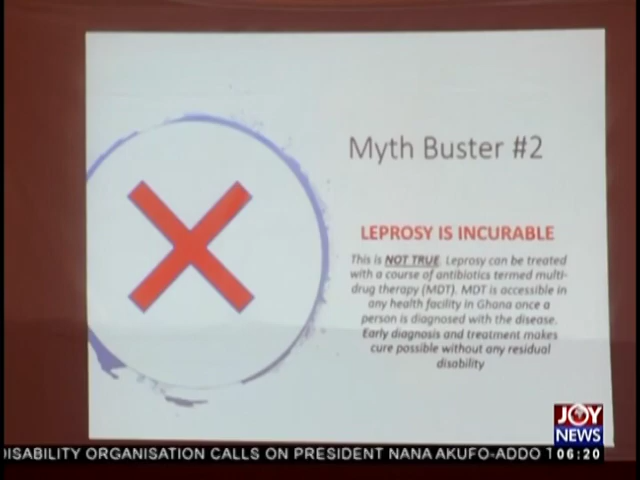 Myth Buster #2
LEPROSY IS INCURABLE
This is NOT TRUE. Leprosy can be treated
with a course of antibiotics termed multi-
drug therapy (MDT). MDT is accessible in
any health facility in Ghana once a
person is diagnosed with the disease.
Early diagnosis and treatment makes
cure possible without any residual
disability
JOY
NEWS
ISABILITY ORGANISATION CALLS ON PRESIDENT NANA AKUFO-ADDO T
06:20